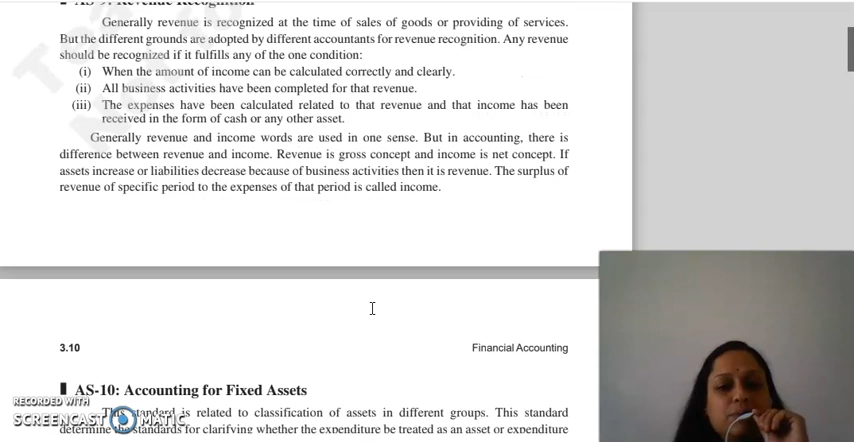 AS-9: Revenue Recognition
Generally revenue is recognized at the time of sales of goods or providing of services.
But the different grounds are adopted by different accountants for revenue recognition. Any revenue
should be recognized if it fulfills any of the one condition:
(i) When the amount of income can be calculated correctly and clearly.
(ii) All business activities have been completed for that revenue.
(iii) The expenses have been calculated related to that revenue and that income has been
received in the form of cash or any other asset.
Generally revenue and income words are used in one sense. But in accounting, there is
difference between revenue and income. Revenue is gross concept and income is net concept. If
assets increase or liabilities decrease because of business activities then it is revenue. The surplus of
revenue of specific period to the expenses of that period is called income.
3.10 Financial Accounting
AS-10: Accounting for Fixed Assets
This standard is related to classification of assets in different groups. This standard
determine the standards for clarifying whether the expenditure be treated as an asset or expenditure
RECORDED WITH
SCREENCAST MATIC